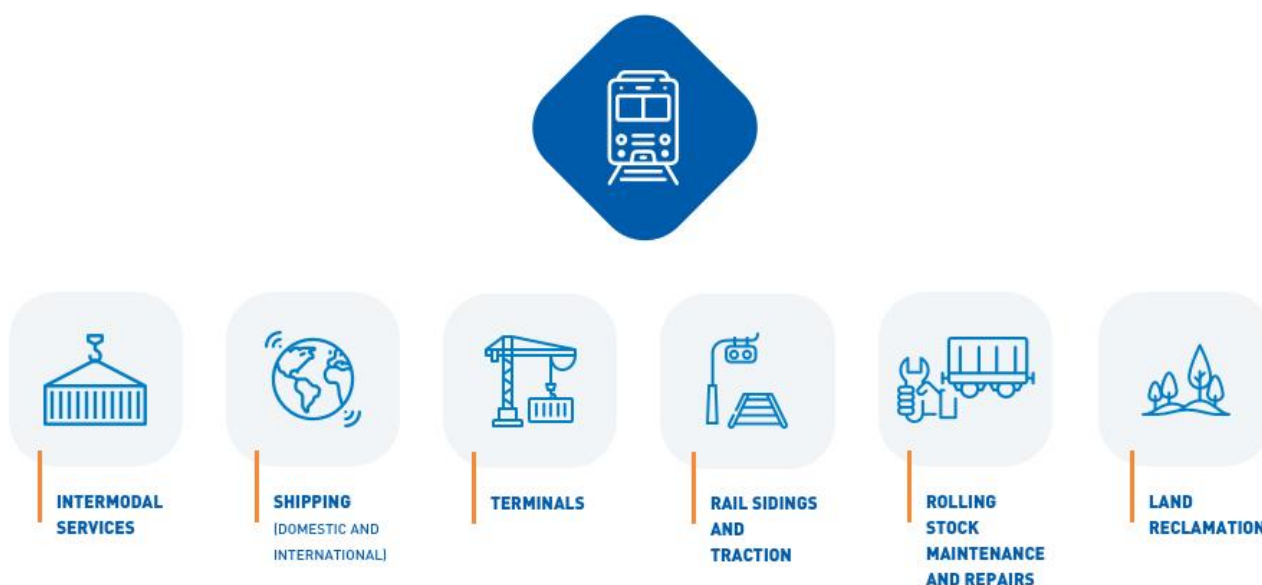 INTERMODAL
SERVICES
SHIPPING
(DOMESTIC AND
INTERNATIONAL)
TERMINALS
RAIL SIDINGS
AND
TRACTION
ROLLING
STOCK
MAINTENANCE
AND REPAIRS
LAND
RECLAMATION